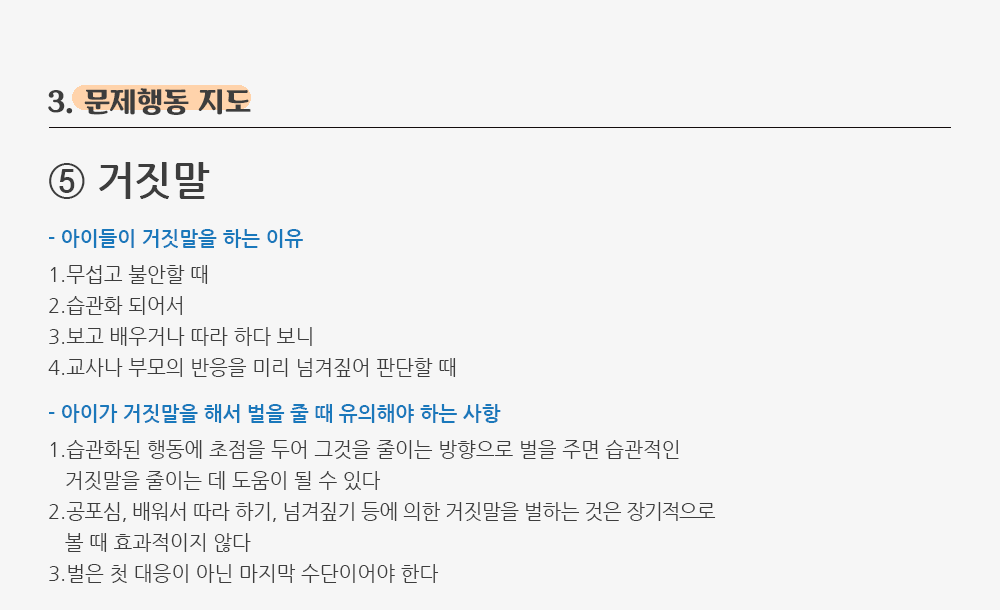 3. 문제행동 지도
⑤ 거짓말
- 아이들이 거짓말을 하는 이유
1.무섭고 불안할 때
2.습관화 되어서
3.보고 배우거나 따라 하다 보니
4.교사나 부모의 반응을 미리 넘겨짚어 판단할 때
- 아이가 거짓말을 해서 벌을 줄 때 유의해야 하는 사항
1.습관화된 행동에 초점을 두어 그것을 줄이는 방향으로 벌을 주면 습관적인
거짓말을 줄이는 데 도움이 될 수 있다
2.공포심, 배워서 따라 하기, 넘겨짚기 등에 의한 거짓말을 벌하는 것은 장기적으로
볼 때 효과적이지 않다
3.벌은 첫 대응이 아닌 마지막 수단이어야 한다